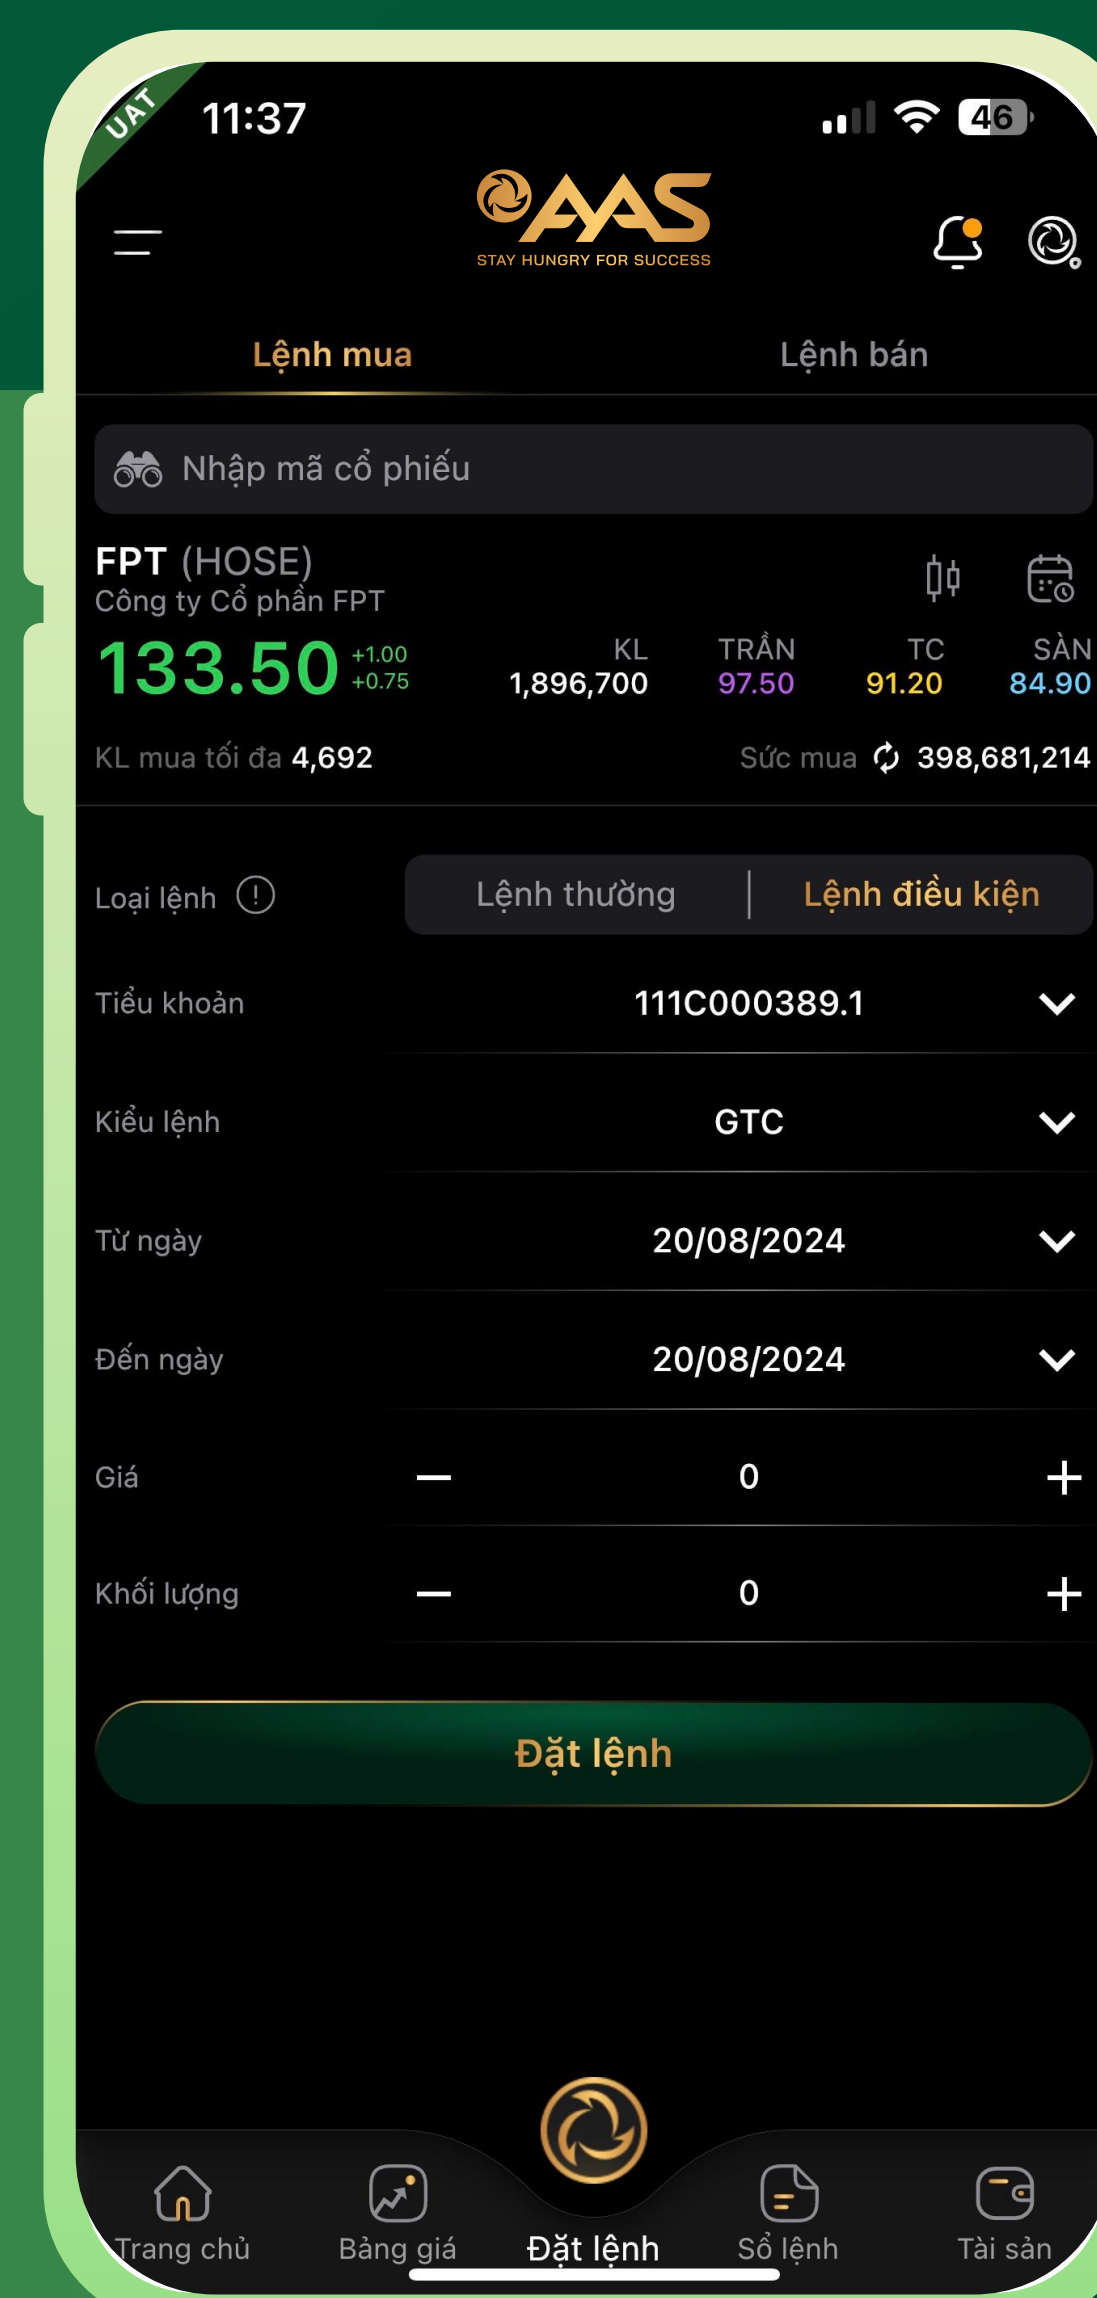 UAT
11:37
46
AAS
STAY HUNGRY FOR SUCCESS
Lệnh mua
Lệnh bán
Nhập mã cổ phiếu
FPT (HOSE)
Công ty Cổ phần FPT
133.50 +1.00 +0.75
KL TRẦN TC SÀN
1,896,700 97.50 91.20 84.90
KL mua tối đa 4,692
Sức mua 398,681,214
Loại lệnh
Lệnh thường | Lệnh điều kiện
Tiểu khoản 111C000389.1
Kiểu lệnh GTC
Từ ngày 20/08/2024
Đến ngày 20/08/2024
Giá − 0 +
Khối lượng − 0 +
Đặt lệnh
Trang chủ
Bảng giá
Đặt lệnh
Sổ lệnh
Tài sản